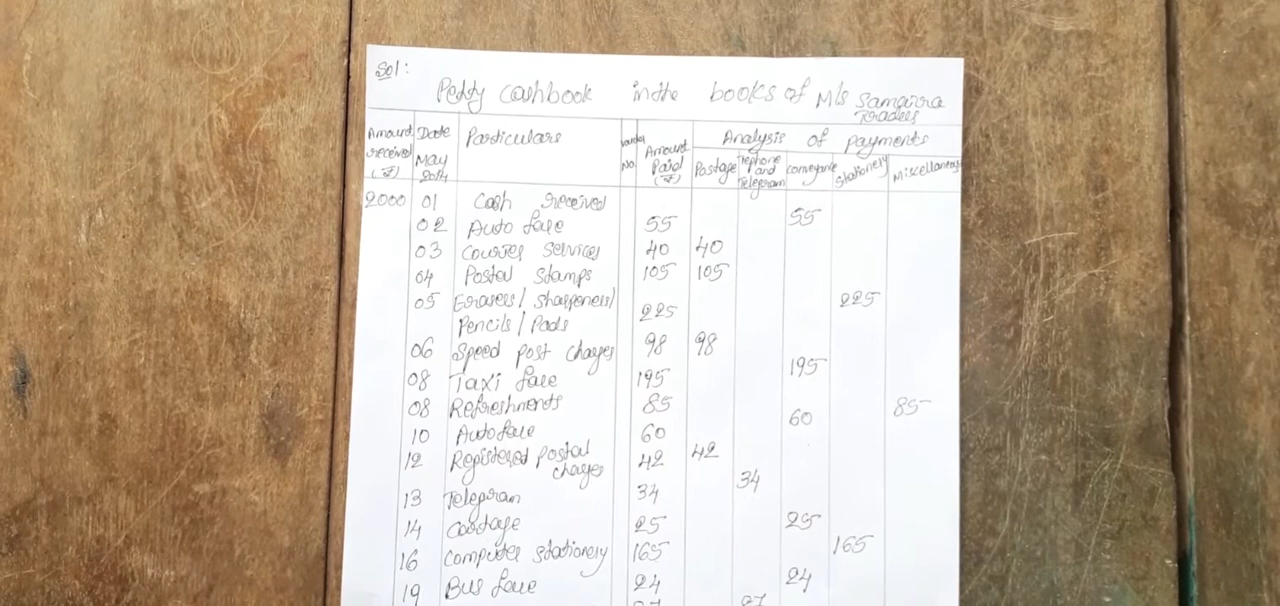 Sol:
Petty cashbook in the books of M/s Samaira Traders
Amount received (₹) Date May 2014 Particulars Voucher No. Amount Paid (₹) Analysis of payments
Postage Telephone and Telegram conveyance Stationery Miscellaneous
2000 01 Cash received
02 Auto fare 55 55
03 Courier services 40 40
04 Postal stamps 105 105
05 Erasers/ sharpeners/ 225
Pencils / Pads 225
06 Speed post charges 98 98
08 Taxi fare 195 195
08 Refreshments 85 85
10 Auto fare 60 60
12 Registered postal charges 42 42
13 Telegram 34 34
14 Cartage 25 25
16 computer stationery 165 165
19 Bus fare 24 24